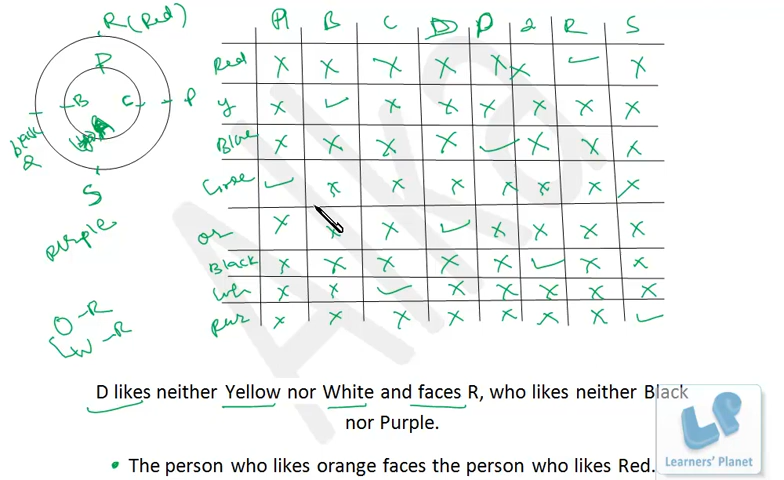 R (Red)
A B C D P Q R S
Red
P
Y
B C P
Blue
Black
Q
S
Purple
Or
Black
Wh
O - R
W - R
Pur
Alka
D likes neither Yellow nor White and faces R, who likes neither Black
nor Purple.
• The person who likes orange faces the person who likes Red.
LP
Learners' Planet